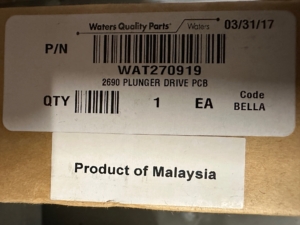 Waters Quality Parts Waters 03/31/17
P/N
WAT270919
2690 PLUNGER DRIVE PCB
QTY 1 EA Code
BELLA
Product of Malaysia